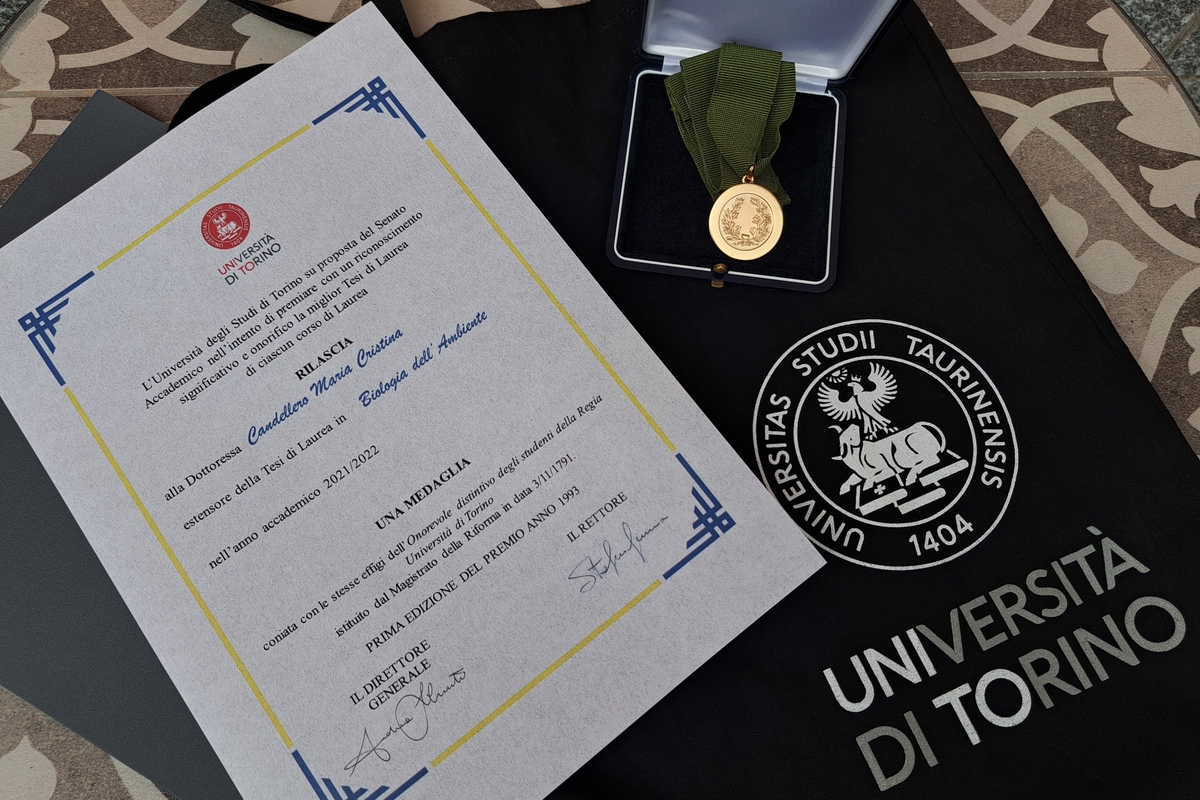 UNIVERSITAS STUDII TAURINENSIS 1404
UNIVERSITÀ
DI TORINO
L'Università degli Studi di Torino su proposta del Senato
Accademico nell'intento di premiare con un riconoscimento
significativo e onorifico la miglior Tesi di Laurea
di ciascun corso di Laurea
RILASCIA
alla Dottoressa Candellero Maria Cristina
estensore della Tesi di Laurea in Biologia dell'Ambiente
nell'anno accademico 2021/2022
UNA MEDAGLIA
coniata con le stesse effigi dell'Onorevole distintivo degli studenti della Regia
Università di Torino
istituito dal Magistrato della Riforma in data 3/11/1791.
PRIMA EDIZIONE DEL PREMIO ANNO 1993
IL RETTORE
IL DIRETTORE
GENERALE
UNIVERSITAS STUDII TAURINENSIS
1404
UNIVERSITÀ
DI TORINO